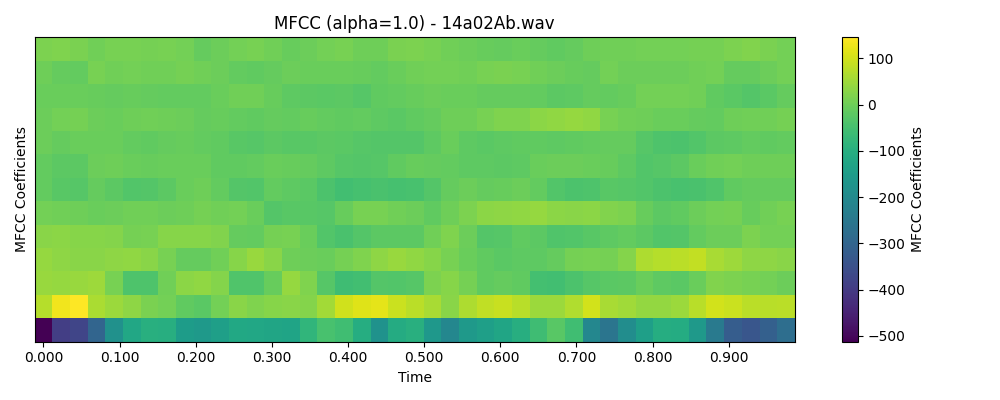 MFCC (alpha=1.0) - 14a02Ab.wav
MFCC Coefficients
0.000 0.100 0.200 0.300 0.400 0.500 0.600 0.700 0.800 0.900
Time
100
0
−100
−200
−300
−400
−500
MFCC Coefficients